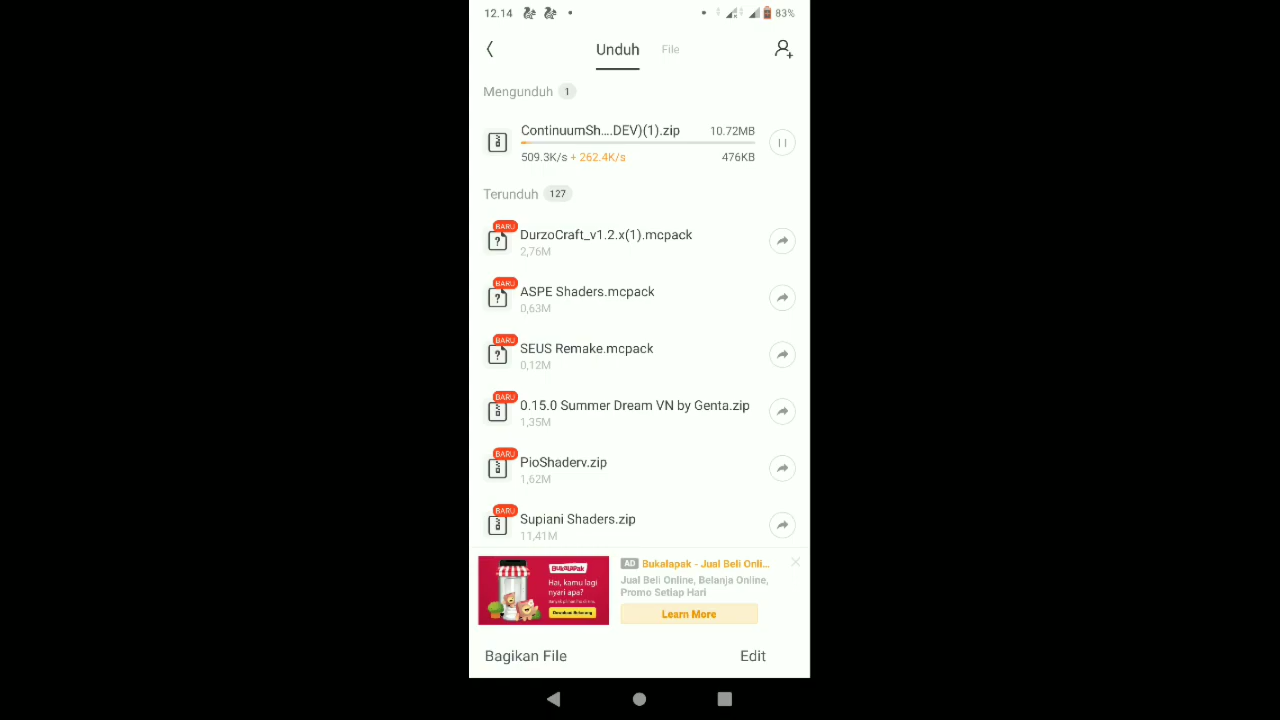 12.14
83%
Unduh
File
Mengunduh 1
ContinuumSh....DEV)(1).zip
10.72MB
509.3K/s + 262.4K/s
476KB
Terunduh 127
BARU
DurzoCraft_v1.2.x(1).mcpack
2,76M
BARU
ASPE Shaders.mcpack
0,63M
BARU
SEUS Remake.mcpack
0,12M
BARU
0.15.0 Summer Dream VN by Genta.zip
1,35M
BARU
PioShaderv.zip
1,62M
BARU
Supiani Shaders.zip
11,41M
BukaLapak
Hai, kamu lagi
nyari apa?
Download Sekarang
AD Bukalapak - Jual Beli Onli...
Jual Beli Online, Belanja Online,
Promo Setiap Hari
Learn More
Bagikan File
Edit